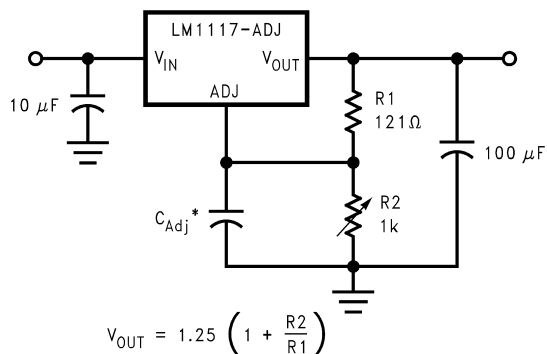 LM1117-ADJ
VIN
VOUT
ADJ
10 µF
R1
121Ω
100 µF
CAdj*
R2
1k
VOUT = 1.25 (1 + R2/R1)